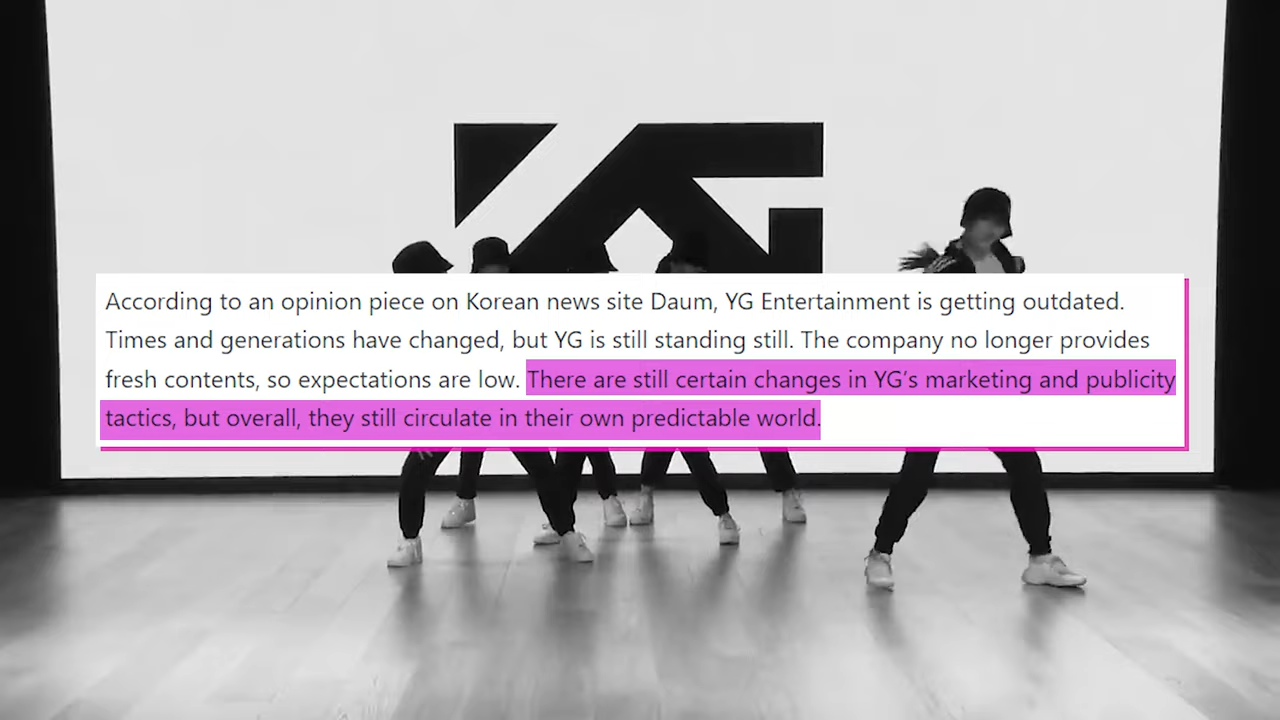 YG
According to an opinion piece on Korean news site Daum, YG Entertainment is getting outdated.
Times and generations have changed, but YG is still standing still. The company no longer provides
fresh contents, so expectations are low. There are still certain changes in YG’s marketing and publicity
tactics, but overall, they still circulate in their own predictable world.